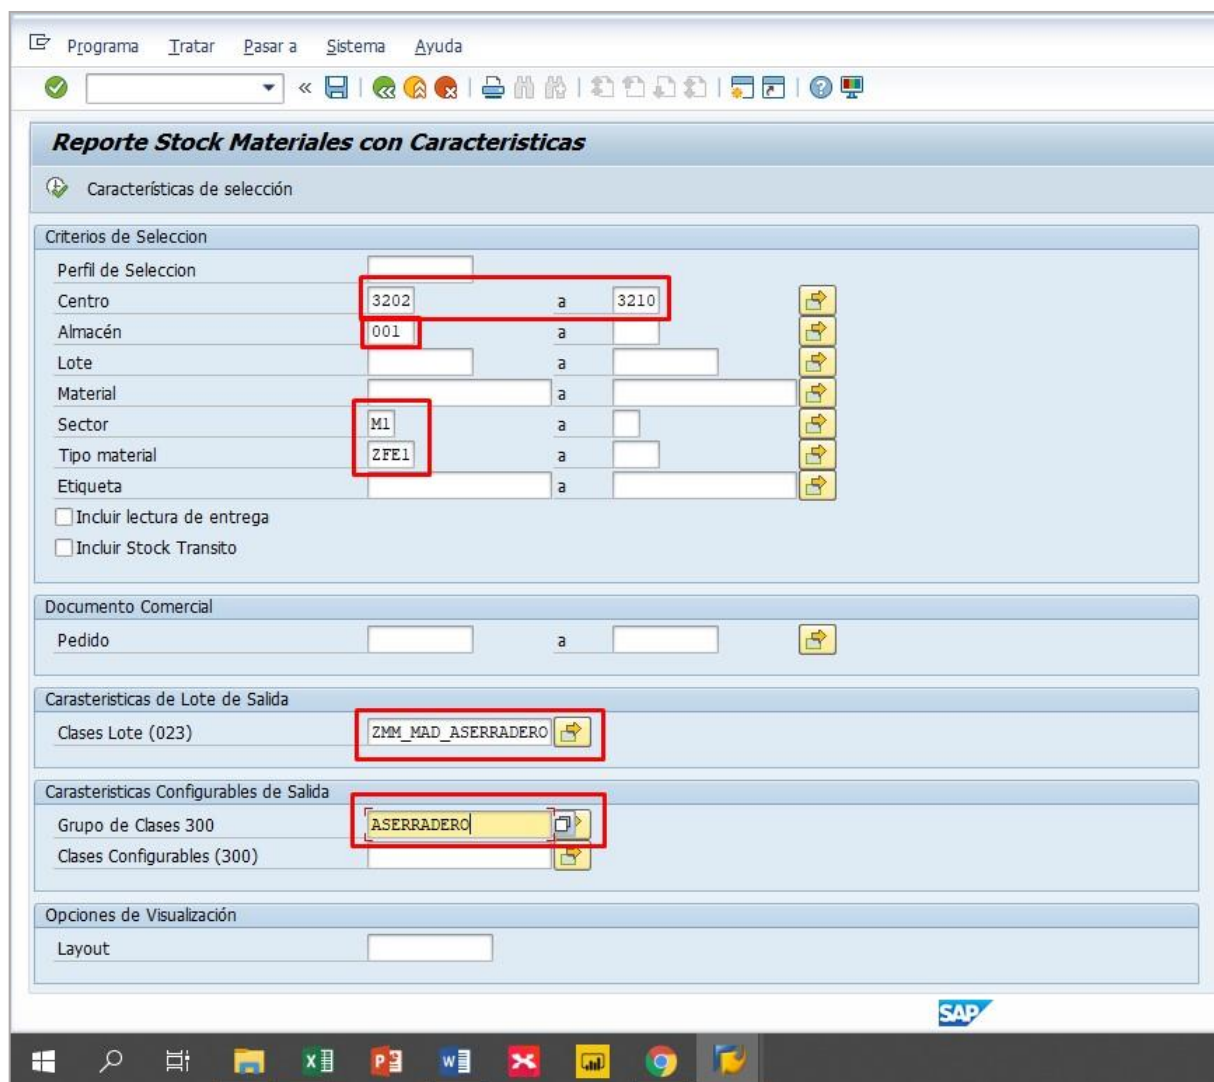 Programa Tratar Pasar a Sistema Ayuda
Reporte Stock Materiales con Caracteristicas
Características de selección
Criterios de Seleccion
Perfil de Seleccion
Centro 3202 a 3210
Almacén 001 a
Lote a
Material a
Sector M1 a
Tipo material ZFE1 a
Etiqueta a
Incluir lectura de entrega
Incluir Stock Transito
Documento Comercial
Pedido a
Carasteristicas de Lote de Salida
Clases Lote (023) ZMM_MAD_ASERRADERO
Carasteristicas Configurables de Salida
Grupo de Clases 300 ASERRADERO
Clases Configurables (300)
Opciones de Visualización
Layout
SAP